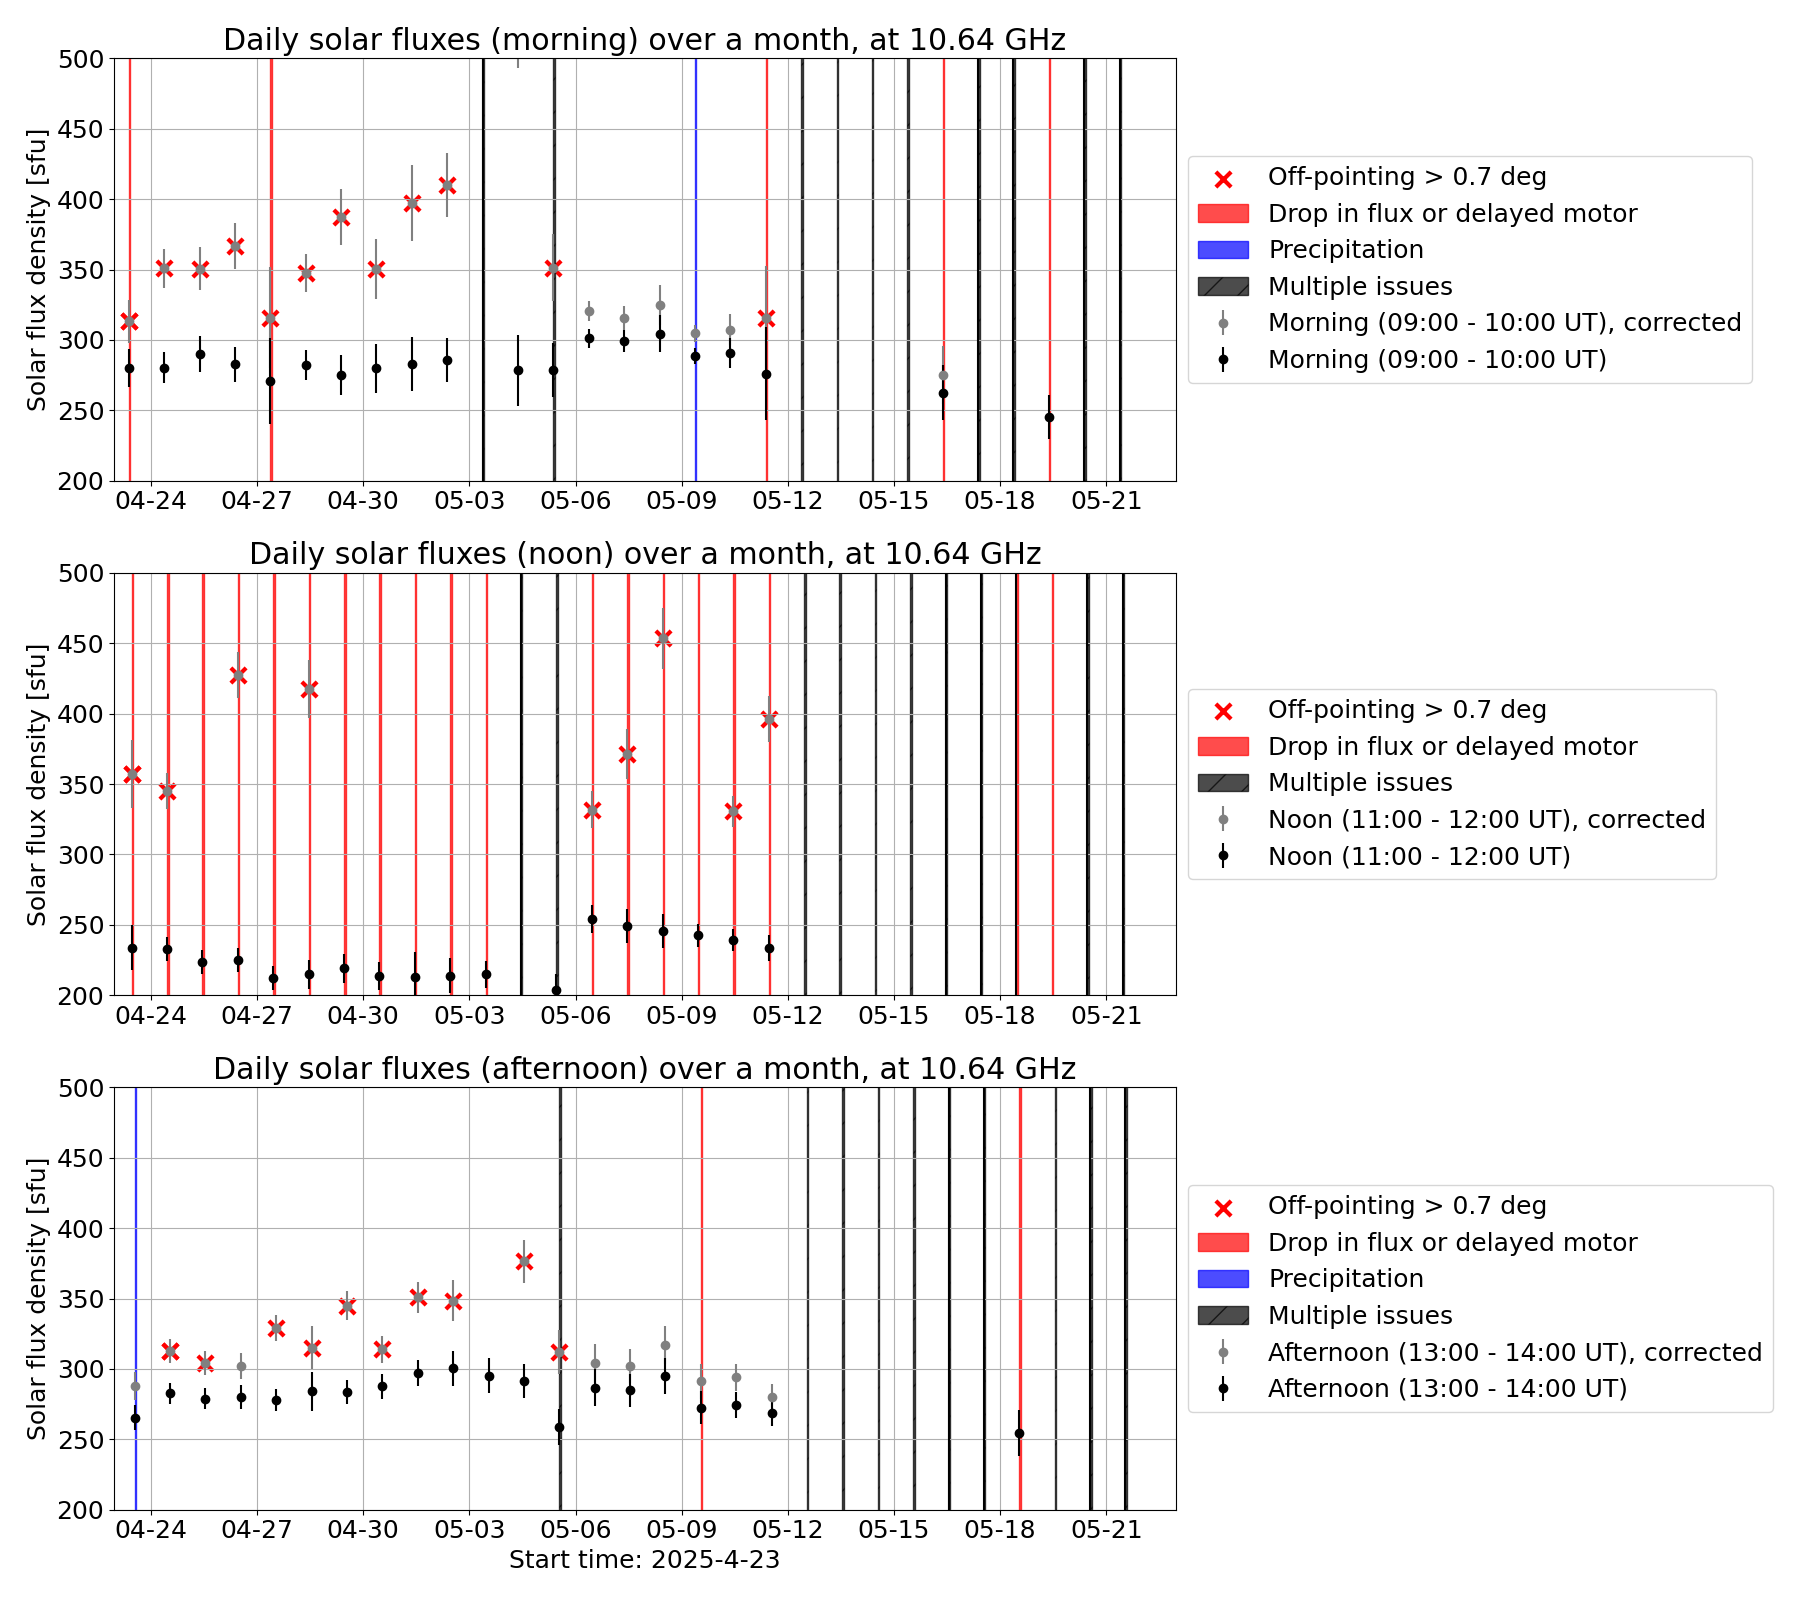 Daily solar fluxes (morning) over a month, at 10.64 GHz
Solar flux density [sfu]
500
450
400
350
300
250
200
04-24 04-27 04-30 05-03 05-06 05-09 05-12 05-15 05-18 05-21
Off-pointing > 0.7 deg
Drop in flux or delayed motor
Precipitation
Multiple issues
Morning (09:00 - 10:00 UT), corrected
Morning (09:00 - 10:00 UT)
Daily solar fluxes (noon) over a month, at 10.64 GHz
Solar flux density [sfu]
500
450
400
350
300
250
200
04-24 04-27 04-30 05-03 05-06 05-09 05-12 05-15 05-18 05-21
Off-pointing > 0.7 deg
Drop in flux or delayed motor
Multiple issues
Noon (11:00 - 12:00 UT), corrected
Noon (11:00 - 12:00 UT)
Daily solar fluxes (afternoon) over a month, at 10.64 GHz
Solar flux density [sfu]
500
450
400
350
300
250
200
04-24 04-27 04-30 05-03 05-06 05-09 05-12 05-15 05-18 05-21
Start time: 2025-4-23
Off-pointing > 0.7 deg
Drop in flux or delayed motor
Precipitation
Multiple issues
Afternoon (13:00 - 14:00 UT), corrected
Afternoon (13:00 - 14:00 UT)